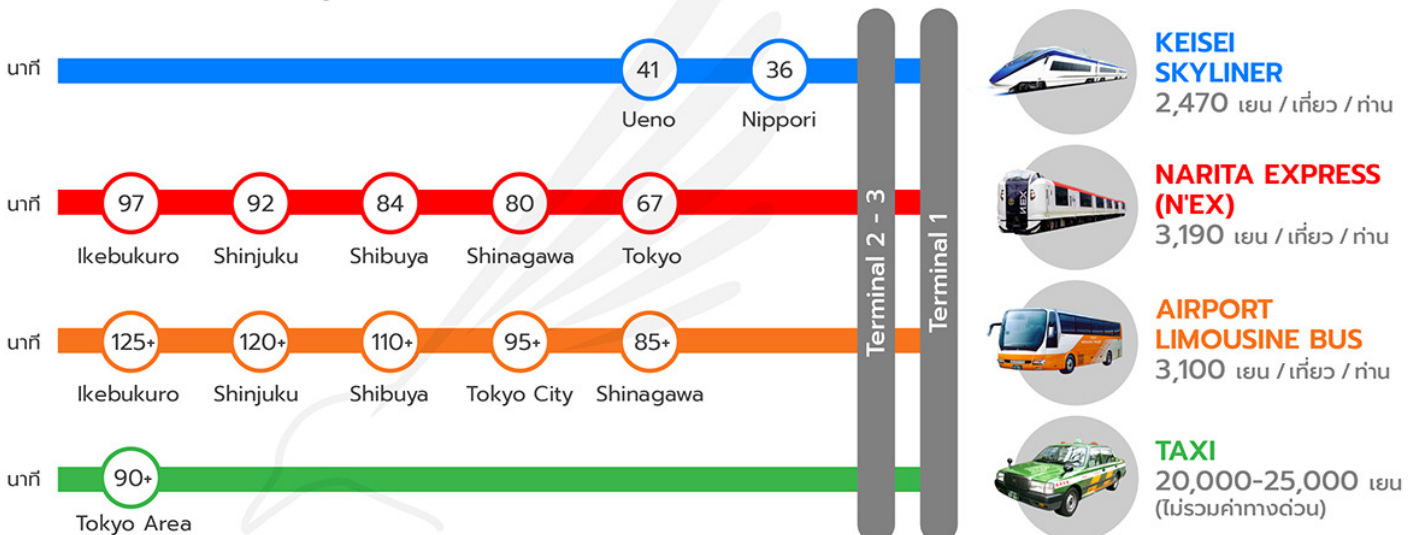 นาที
41
36
Ueno
Nippori
KEISEI
SKYLINER
2,470 เยน / เที่ยว / ท่าน
นาที
97
92
84
80
67
Ikebukuro
Shinjuku
Shibuya
Shinagawa
Tokyo
NARITA EXPRESS
(N'EX)
3,190 เยน / เที่ยว / ท่าน
นาที
125+
120+
110+
95+
85+
Ikebukuro
Shinjuku
Shibuya
Tokyo City
Shinagawa
AIRPORT
LIMOUSINE BUS
3,100 เยน / เที่ยว / ท่าน
นาที
90+
Tokyo Area
TAXI
20,000-25,000 เยน
(ไม่รวมค่าทางด่วน)
Terminal 2 - 3
Terminal 1